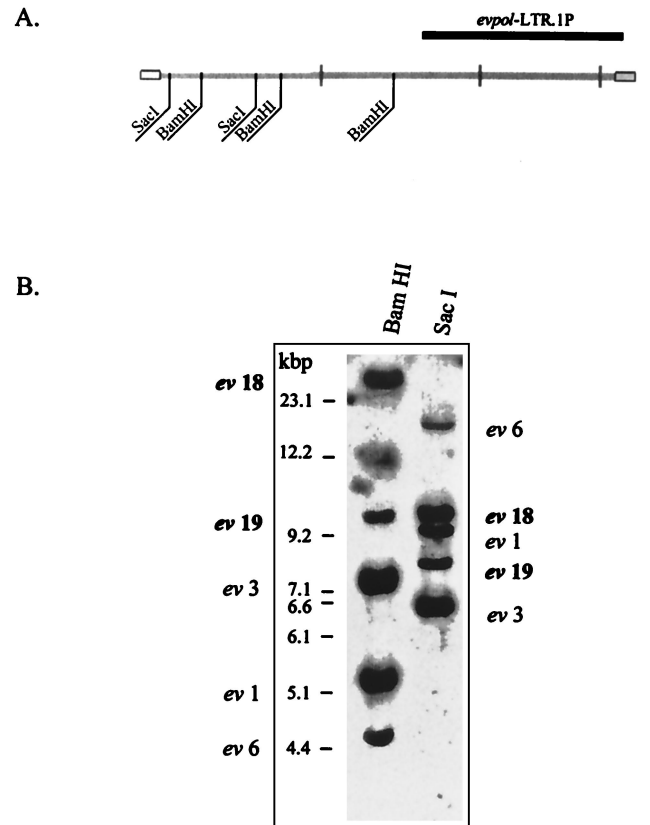 A.
evpol-LTR.1P
SacI
BamHI
SacI
BamHI
BamHI
B.
Bam HI
Sac I
kbp
ev 18
23.1
ev 6
12.2
ev 18
ev 19
9.2
ev 1
ev 19
ev 3
7.1
6.6
ev 3
6.1
ev 1
5.1
ev 6
4.4